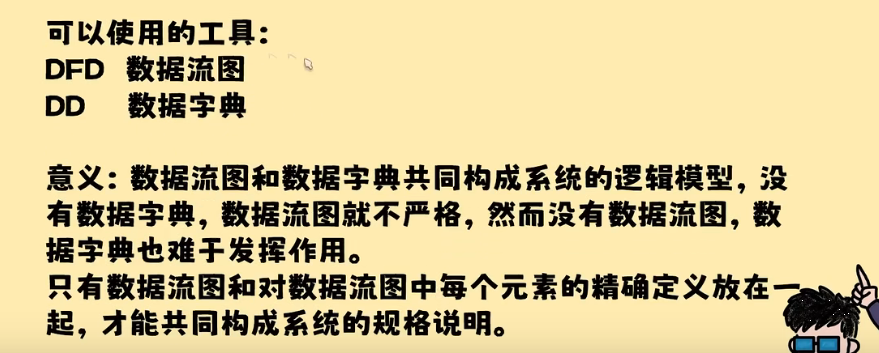 可以使用的工具：
DFD 数据流图
DD 数据字典
意义：数据流图和数据字典共同构成系统的逻辑模型，没
有数据字典，数据流图就不严格，然而没有数据流图，数
据字典也难于发挥作用。
只有数据流图和对数据流图中每个元素的精确定义放在一
起，才能共同构成系统的规格说明。